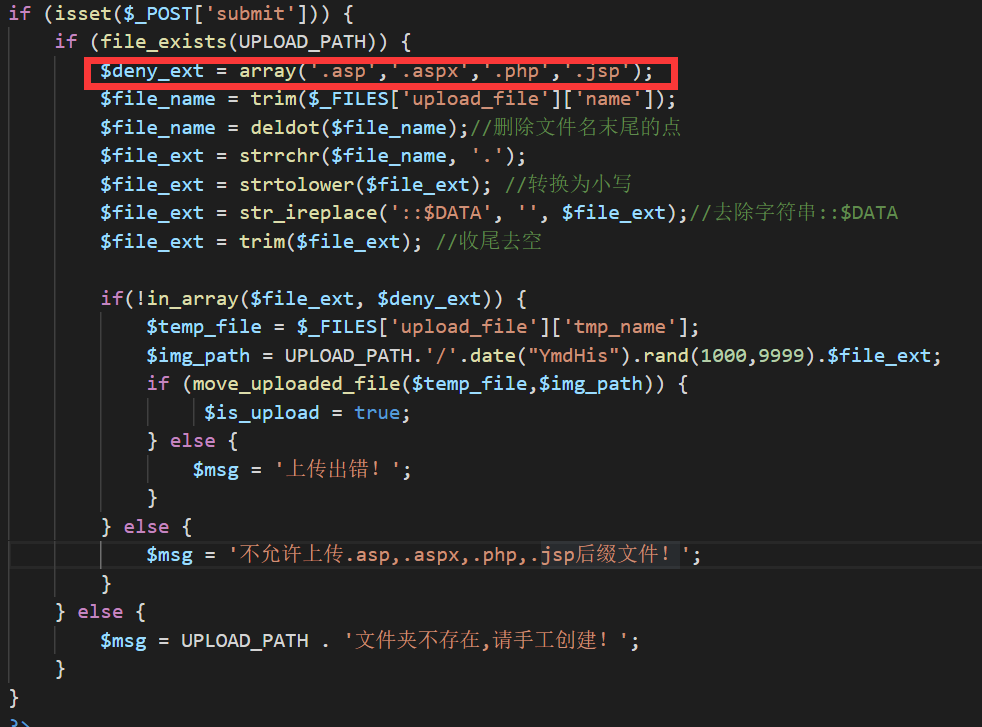 if (isset($_POST['submit'])) {
if (file_exists(UPLOAD_PATH)) {
$deny_ext = array('.asp','.aspx','.php','.jsp');
$file_name = trim($_FILES['upload_file']['name']);
$file_name = deldot($file_name);//删除文件名末尾的点
$file_ext = strrchr($file_name, '.');
$file_ext = strtolower($file_ext); //转换为小写
$file_ext = str_ireplace('::$DATA', '', $file_ext);//去除字符串::$DATA
$file_ext = trim($file_ext); //收尾去空
if(!in_array($file_ext, $deny_ext)) {
$temp_file = $_FILES['upload_file']['tmp_name'];
$img_path = UPLOAD_PATH.'/'.date("YmdHis").rand(1000,9999).$file_ext;
if (move_uploaded_file($temp_file,$img_path)) {
$is_upload = true;
} else {
$msg = '上传出错！';
}
} else {
$msg = '不允许上传.asp,.aspx,.php,.jsp后缀文件！';
}
} else {
$msg = UPLOAD_PATH . '文件夹不存在,请手工创建！';
}
}
?>